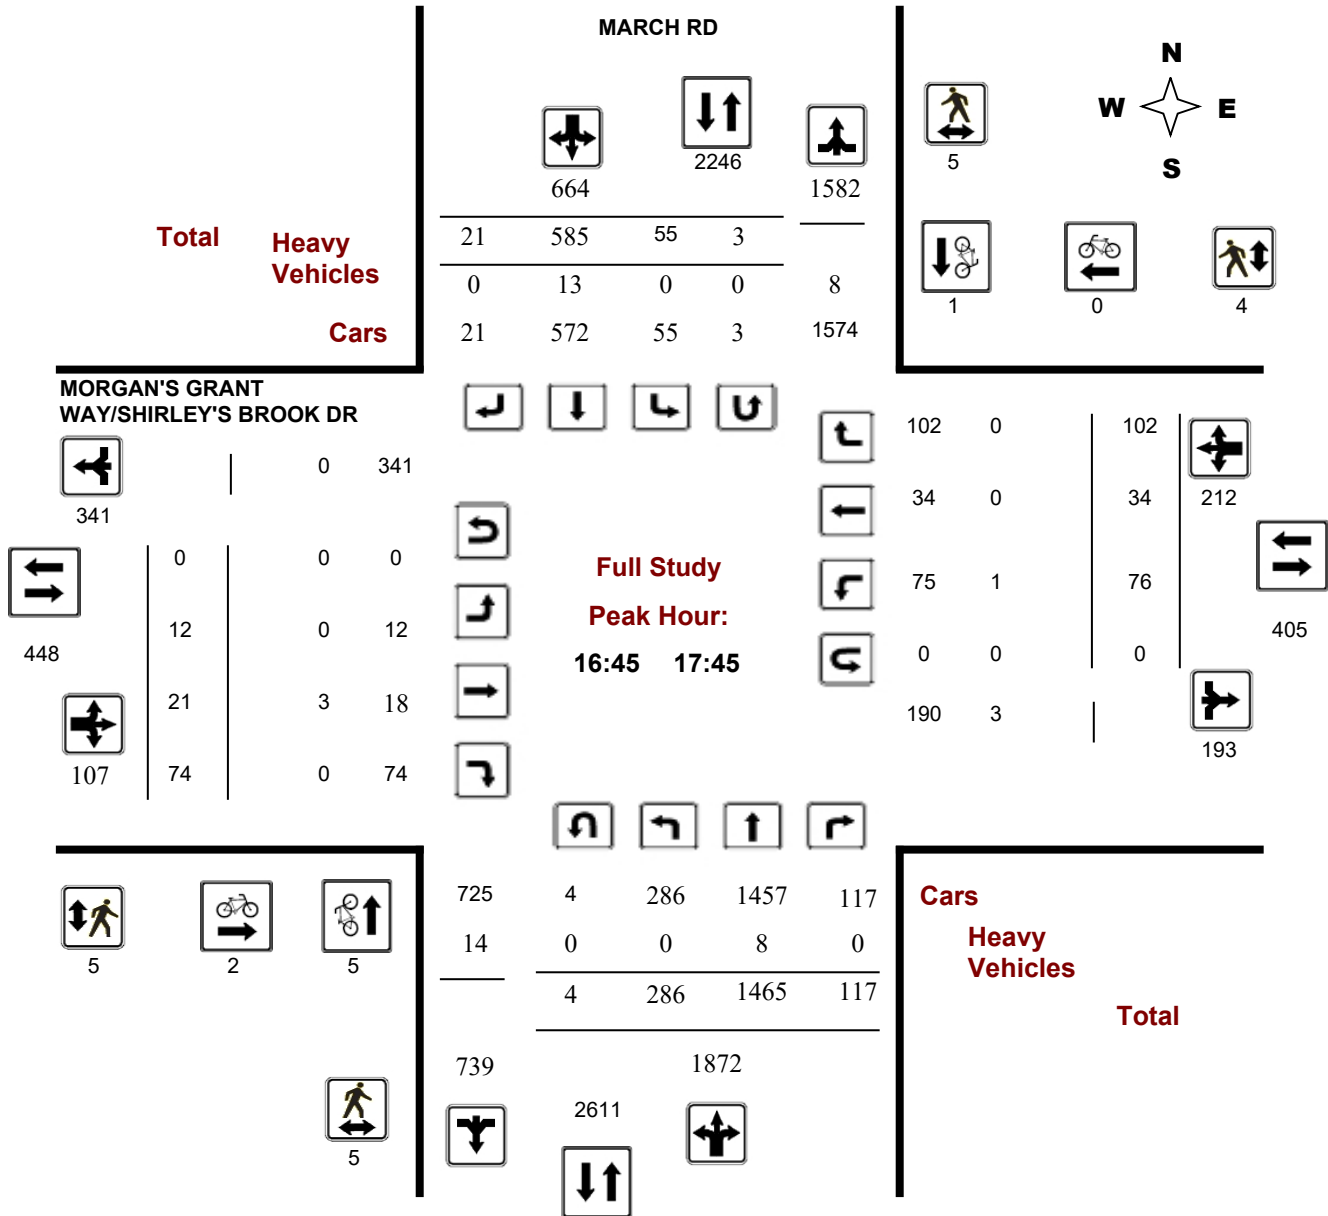 MARCH RD
N
W E
S
2246
5
664
1582
Total Heavy
Vehicles
21 585 55 3
0 13 0 0 8
1 0 4
Cars
21 572 55 3 1574
MORGAN'S GRANT
WAY/SHIRLEY'S BROOK DR
102 0 102
0 341
341
34 0 34 212
0 0 0
Full Study
75 1 76
Peak Hour:
12 0 12
405
448
16:45 17:45
0 0 0
21 3 18
190 3
193
107 74 0 74
725 4 286 1457 117
Cars
14 0 0 8 0
Heavy
Vehicles
5 2 5
4 286 1465 117
Total
739 1872
2611
5